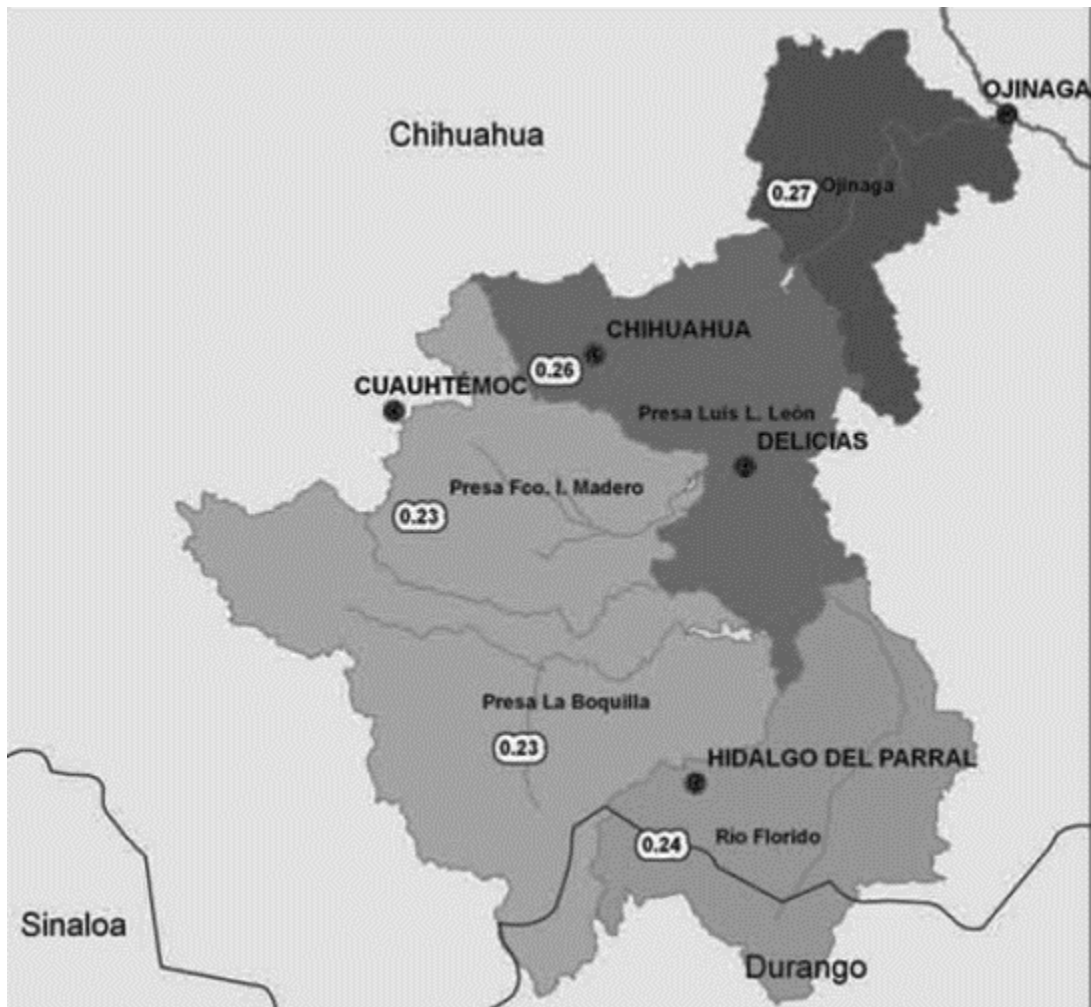 OJINAGA
Chihuahua
0.27
Ojinaga
CHIHUAHUA
0.26
CUAUHTÉMOC
Presa Luis L. León
DELICIAS
Presa Fco. I. Madero
0.23
Presa La Boquilla
0.23
HIDALGO DEL PARRAL
Río Florido
0.24
Sinaloa
Durango